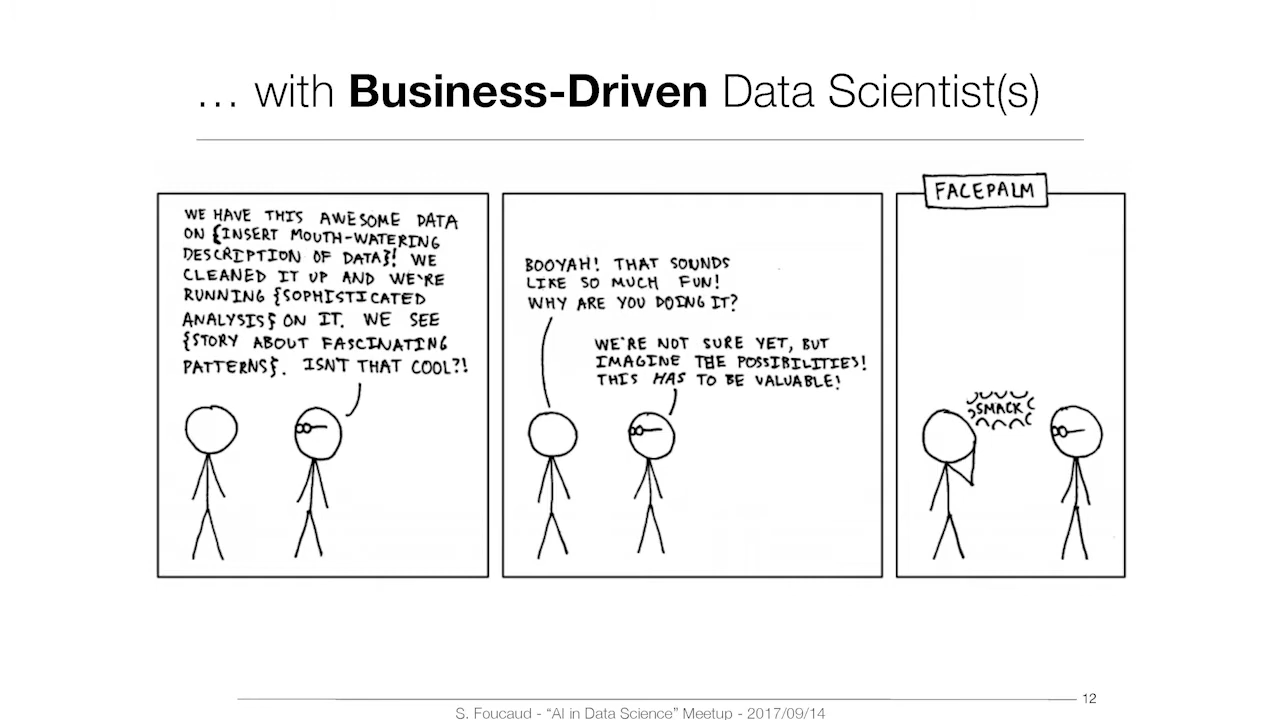 … with Business-Driven Data Scientist(s)
WE HAVE THIS AWESOME DATA
ON {INSERT MOUTH-WATERING
DESCRIPTION OF DATA}! WE
CLEANED IT UP AND WE'RE
RUNNING {SOPHISTICATED
ANALYSIS} ON IT. WE SEE
{STORY ABOUT FASCINATING
PATTERNS}. ISN'T THAT COOL?!
BOOYAH! THAT SOUNDS
LIKE SO MUCH FUN!
WHY ARE YOU DOING IT?
WE'RE NOT SURE YET, BUT
IMAGINE THE POSSIBILITIES!
THIS HAS TO BE VALUABLE!
FACEPALM
SMACK
12
S. Foucaud - “AI in Data Science” Meetup - 2017/09/14